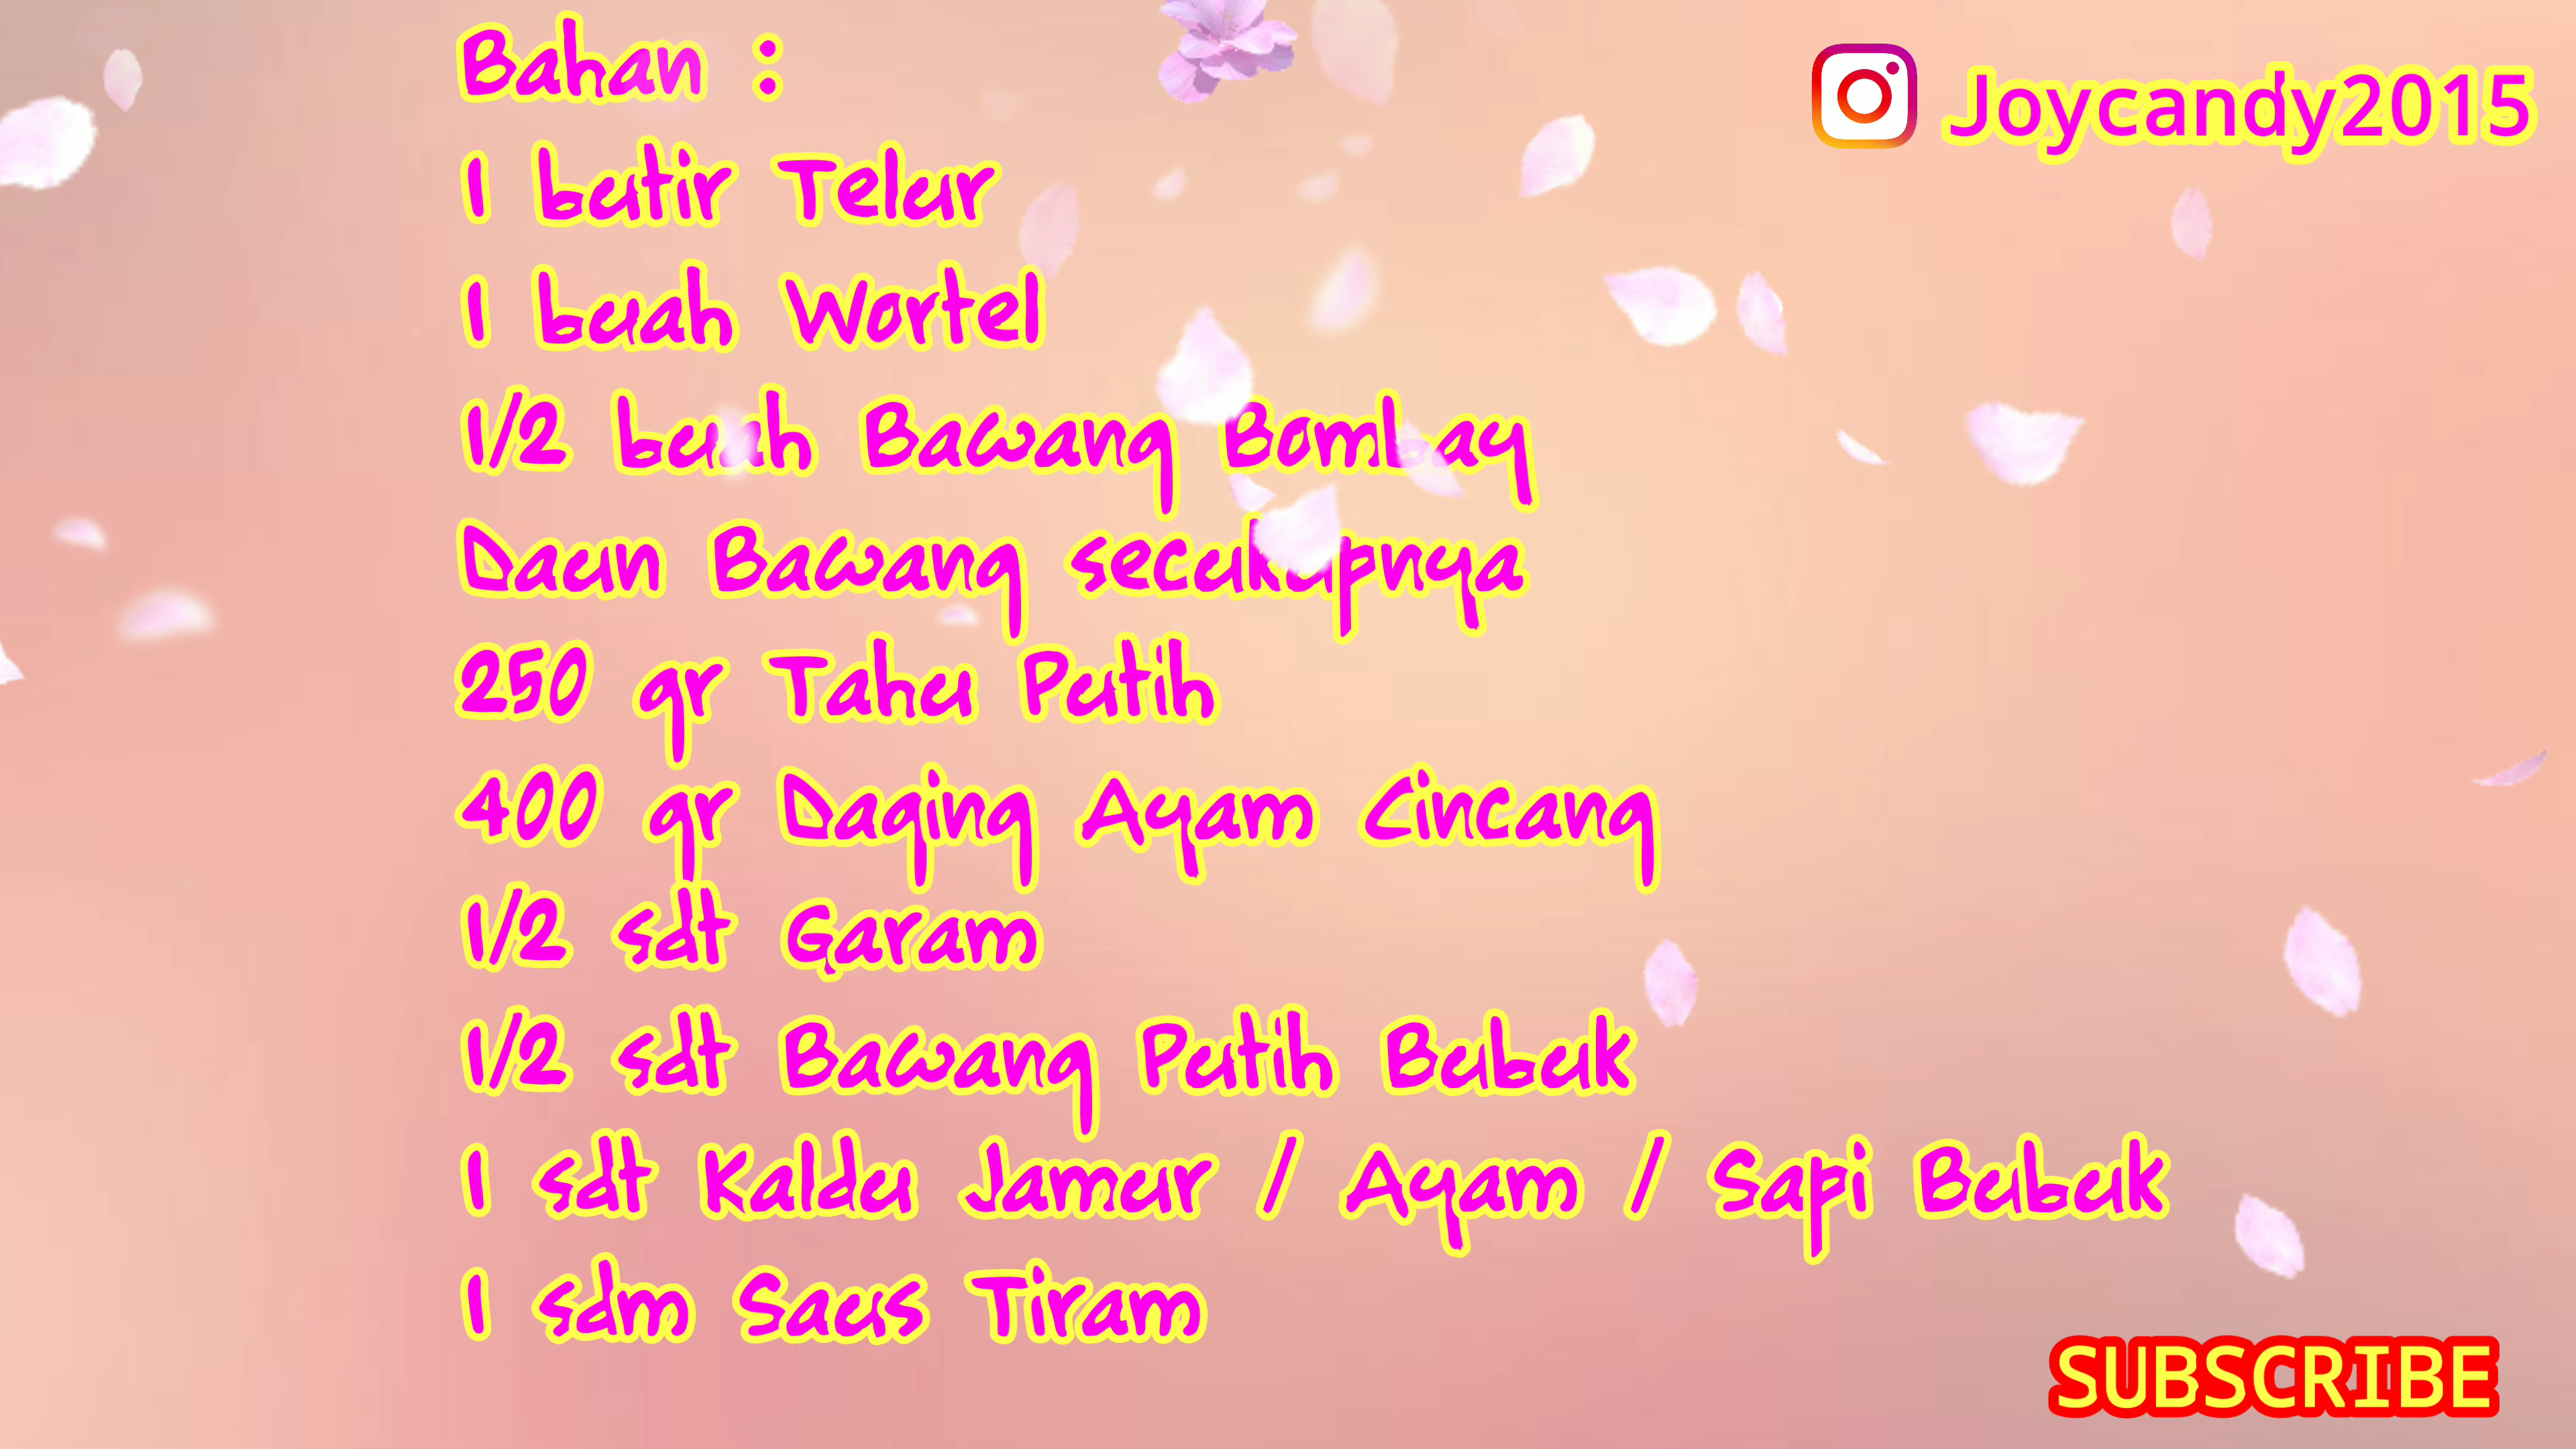 Bahan :
Joycandy2015
1 butir Telur
1 buah Wortel
1/2 buah Bawang Bombay
Daun Bawang secukupnya
250 gr Tahu Putih
400 gr Daging Ayam Cincang
1/2 sdt Garam
1/2 sdt Bawang Putih Bubuk
1 sdt Kaldu Jamur / Ayam / Sapi Bubuk
1 sdm Saus Tiram
SUBSCRIBE